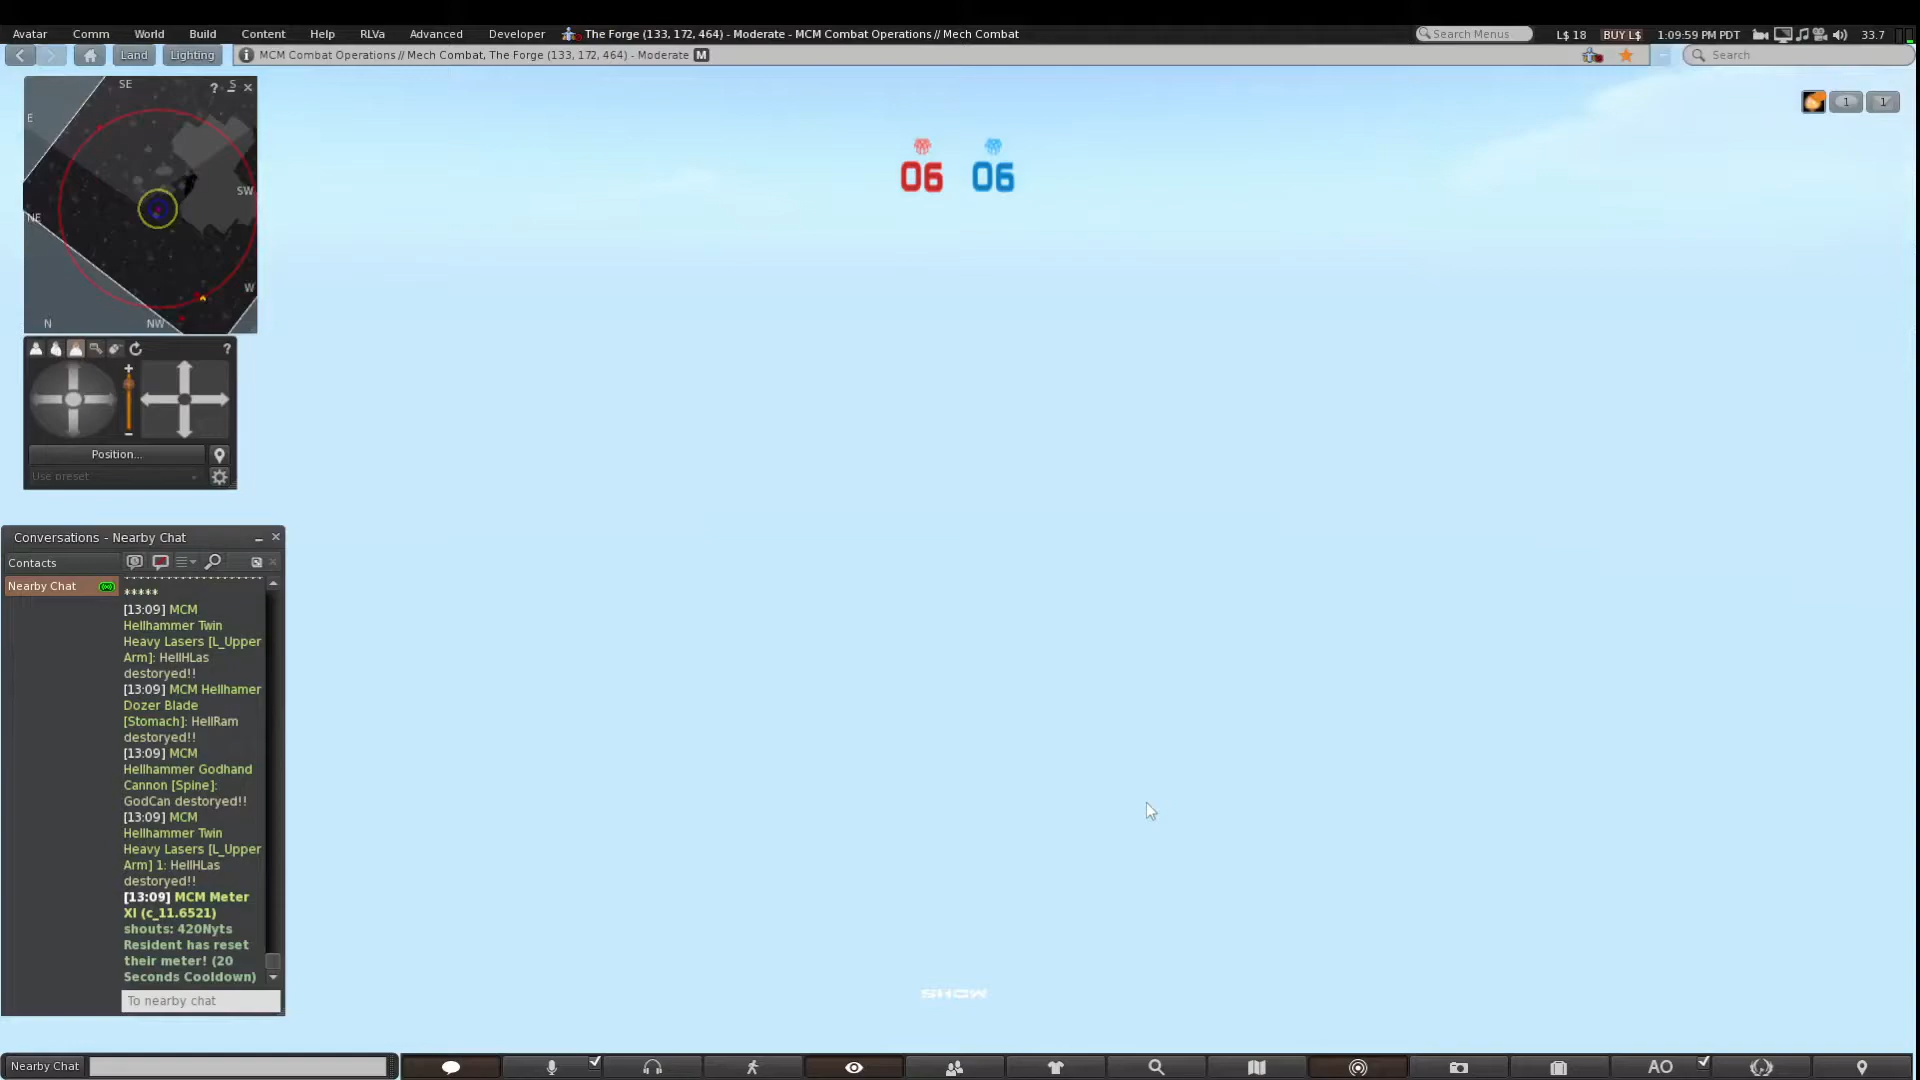 Avatar Comm World Build Content Help RLVa Advanced Developer The Forge (133, 172, 464) - Moderate - MCM Combat Operations // Mech Combat Search Menus L$ 18 BUY L$ 1:09:59 PM PDT 33.7
Land Lighting MCM Combat Operations // Mech Combat, The Forge (133, 172, 464) - Moderate M Search
SE ?
E
1 1
06 06
SW
NE
W
N NW
?
+
Position...
Use preset
Conversations - Nearby Chat
Contacts
Nearby Chat
*****
[13:09] MCM
Hellhammer Twin
Heavy Lasers [L_Upper
Arm]: HellHLas
destoryed!!
[13:09] MCM Hellhamer
Dozer Blade
[Stomach]: HellRam
destoryed!!
[13:09] MCM
Hellhammer Godhand
Cannon [Spine]:
GodCan destoryed!!
[13:09] MCM
Hellhammer Twin
Heavy Lasers [L_Upper
Arm] 1: HellHLas
destoryed!!
[13:09] MCM Meter
XI (c_11.6521)
shouts: 420Nyts
Resident has reset
their meter! (20
Seconds Cooldown)
To nearby chat
SHOW
Nearby Chat AO